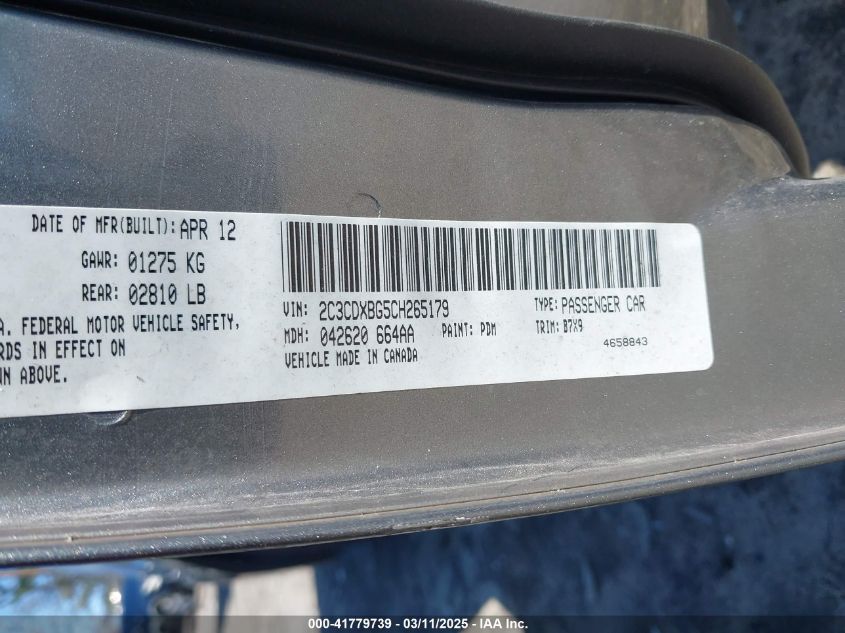 DATE OF MFR(BUILT): APR 12
GAWR: 01275 KG
REAR: 02810 LB
A. FEDERAL MOTOR VEHICLE SAFETY,
RDS IN EFFECT ON
WN ABOVE.
VIN: 2C3CDXBG5CH265179
TYPE: PASSENGER CAR
MDH: 042620 664AA
PAINT: PDM
TRIM: B7X9
VEHICLE MADE IN CANADA
4658843
000-41779739 - 03/11/2025 - IAA Inc.